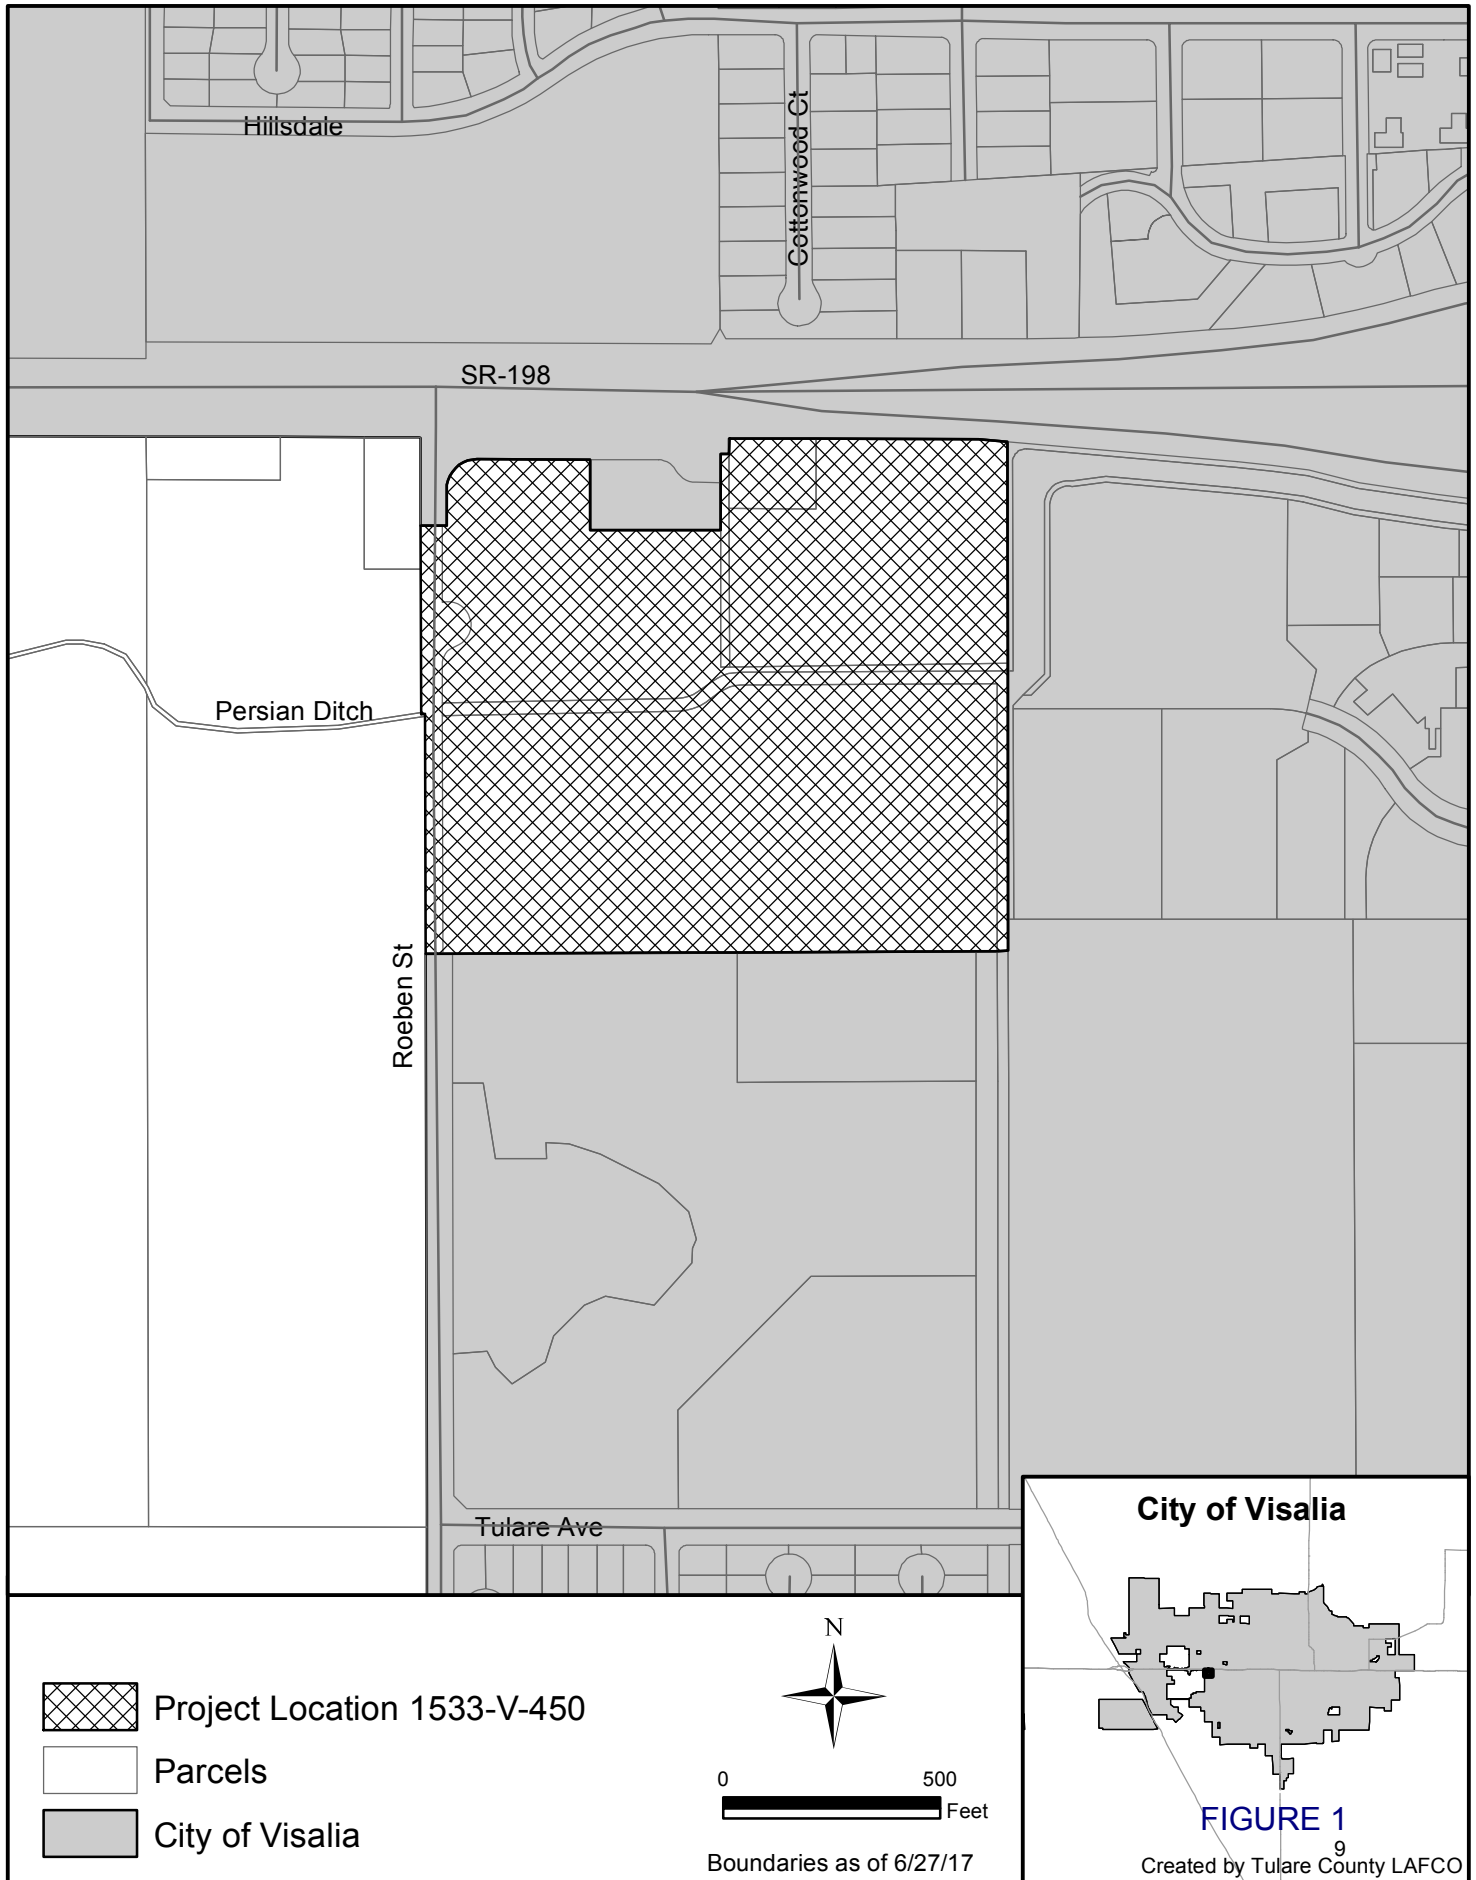 Hillsdale
Cottonwood Ct
SR-198
Persian Ditch
Roeben St
Tulare Ave
City of Visalia
Project Location 1533-V-450
Parcels
City of Visalia
N
0 500
Feet
Boundaries as of 6/27/17
FIGURE 1
9
Created by Tulare County LAFCO